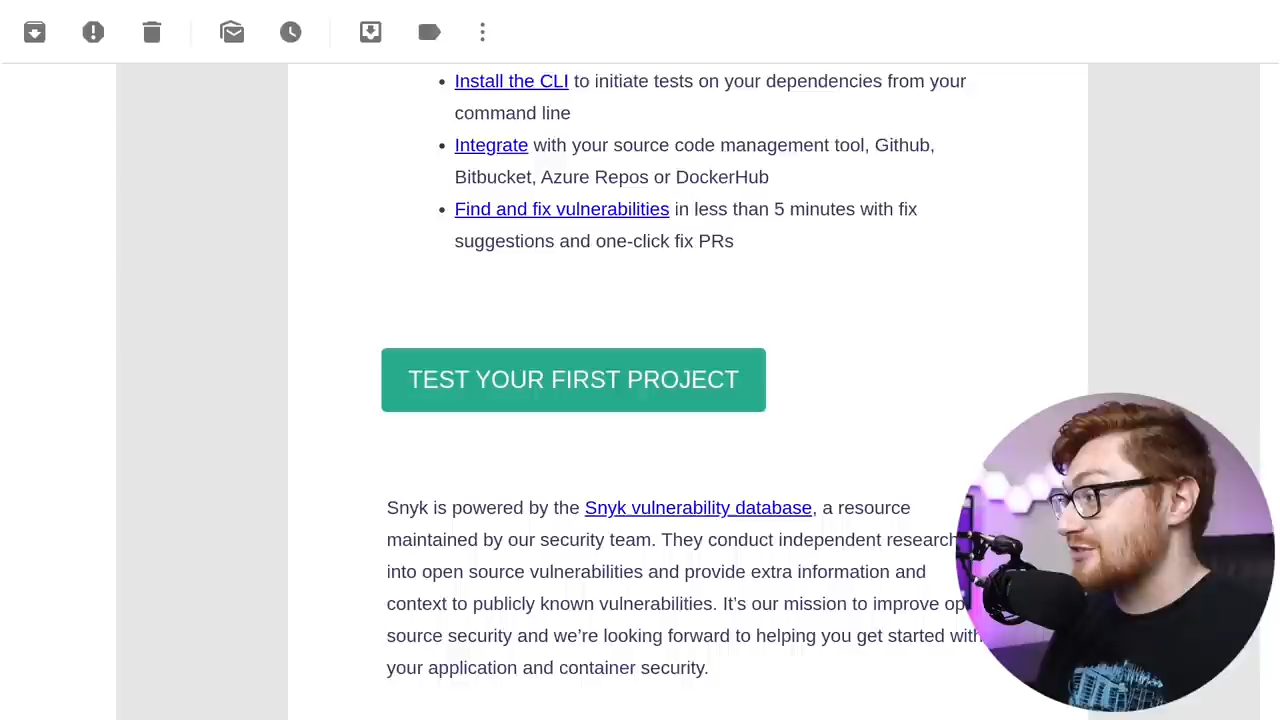 Install the CLI to initiate tests on your dependencies from your
command line
Integrate with your source code management tool, Github,
Bitbucket, Azure Repos or DockerHub
Find and fix vulnerabilities in less than 5 minutes with fix
suggestions and one-click fix PRs
TEST YOUR FIRST PROJECT
Snyk is powered by the Snyk vulnerability database, a resource
maintained by our security team. They conduct independent research
into open source vulnerabilities and provide extra information and
context to publicly known vulnerabilities. It’s our mission to improve
source security and we’re looking forward to helping you get started with
your application and container security.